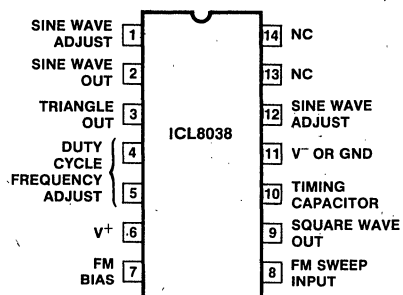 SINE WAVE
ADJUST 1
SINE WAVE
OUT 2
TRIANGLE
OUT 3
DUTY
CYCLE
FREQUENCY
ADJUST
4
5
V+ 6
FM
BIAS 7
ICL8038
14 NC
13 NC
12 SINE WAVE
ADJUST
11 V− OR GND
10 TIMING
CAPACITOR
9 SQUARE WAVE
OUT
8 FM SWEEP
INPUT